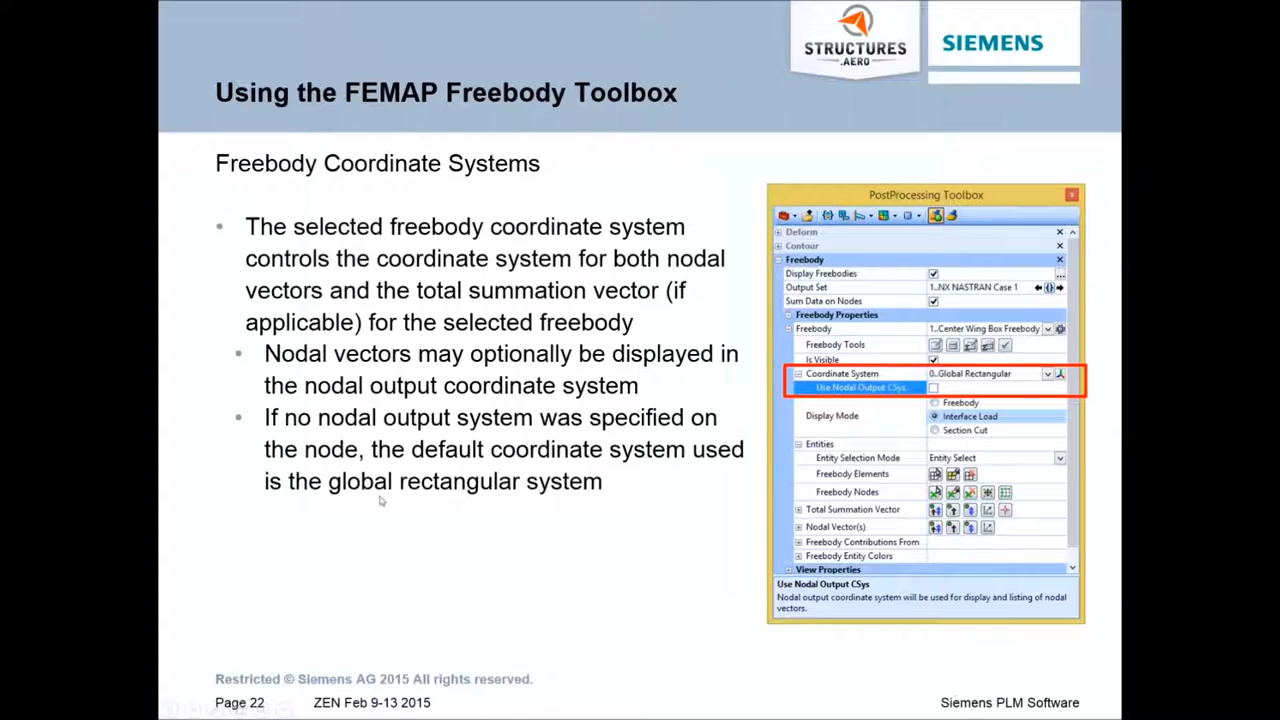 STRUCTURES
.AERO
SIEMENS
Using the FEMAP Freebody Toolbox
Freebody Coordinate Systems
• The selected freebody coordinate system
controls the coordinate system for both nodal
vectors and the total summation vector (if
applicable) for the selected freebody
• Nodal vectors may optionally be displayed in
the nodal output coordinate system
• If no nodal output system was specified on
the node, the default coordinate system used
is the global rectangular system
PostProcessing Toolbox
Deform
Contour
Freebody
Display Freebodies
Output Set 1..NX NASTRAN Case 1
Sum Data on Nodes
Freebody Properties
Freebody 1..Center Wing Box Freebody
Freebody Tools
Is Visible
Coordinate System 0..Global Rectangular
Use Nodal Output CSys
Freebody
Display Mode Interface Load
Section Cut
Entities
Entity Selection Mode Entity Select
Freebody Elements
Freebody Nodes
Total Summation Vector
Nodal Vector(s)
Freebody Contributions From
Freebody Entity Colors
View Properties
Use Nodal Output CSys
Nodal output coordinate system will be used for display and listing of nodal
vectors.
Restricted © Siemens AG 2015 All rights reserved.
Page 22 ZEN Feb 9-13 2015 Siemens PLM Software